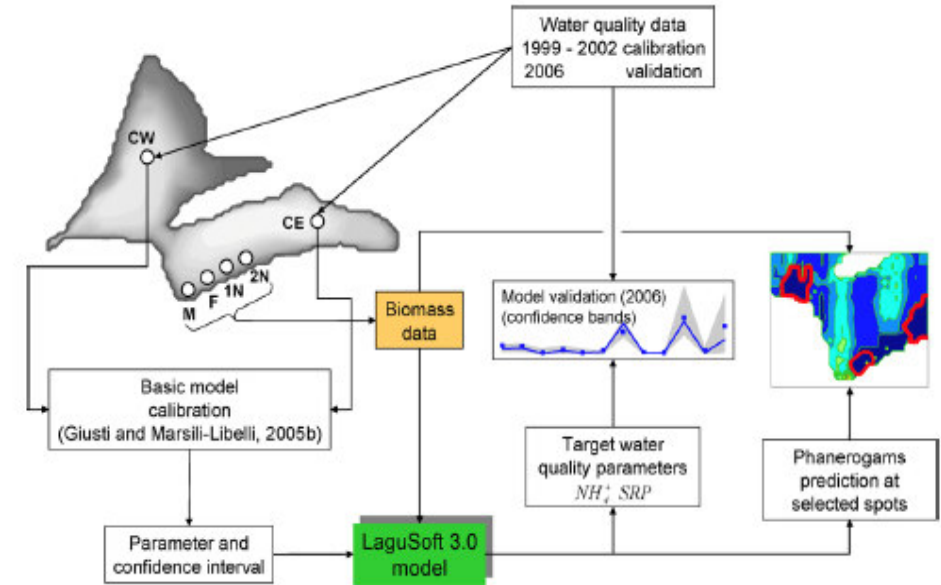 Water quality data
1999 - 2002 calibration
2006 validation
CW
CE
2N
1N
F
M
Biomass
data
Model validation (2006)
(confidence bands)
Basic model
calibration
(Giusti and Marsili-Libelli, 2005b)
Target water
quality parameters
NH₄⁺ SRP
Phanerogams
prediction at
selected spots
Parameter and
confidence interval
LaguSoft 3.0
model